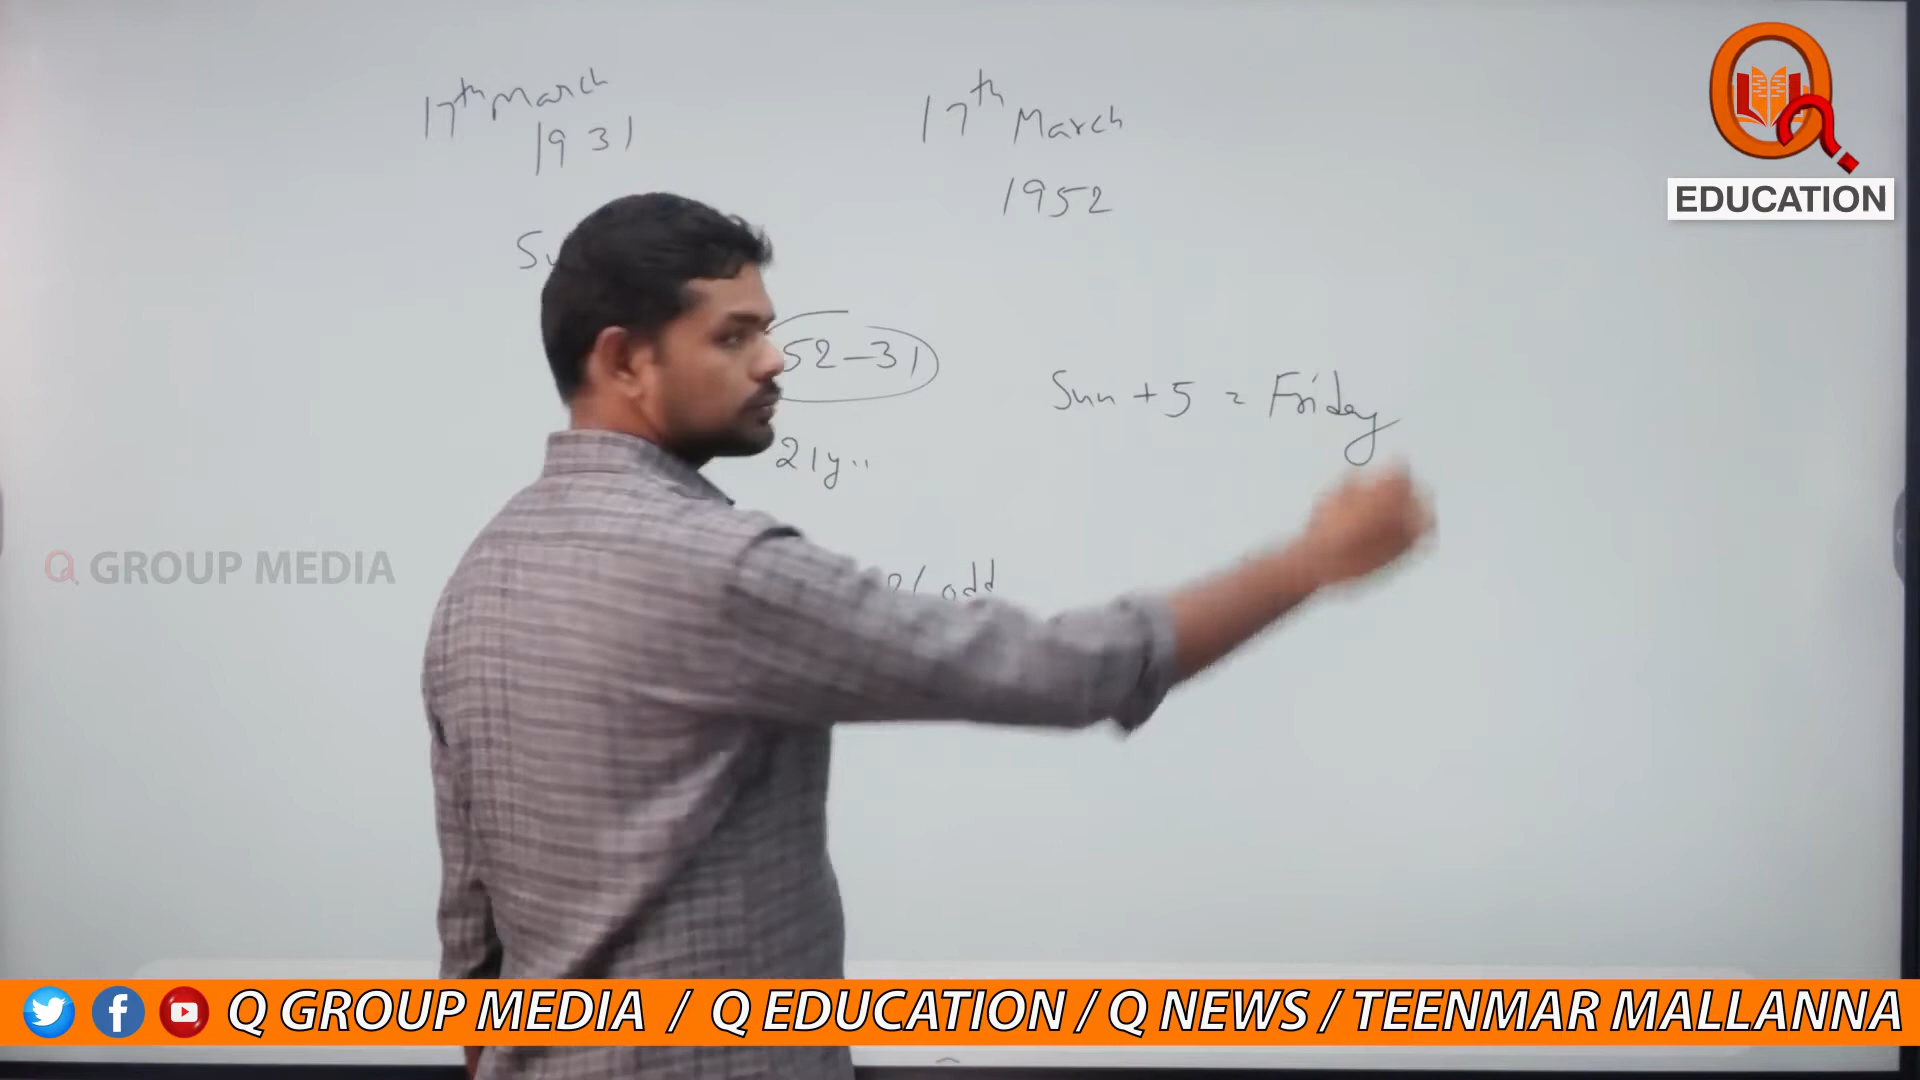 17th March
1931
17th March
1952
52-31
Sun + 5 = Friday
21y..
odd
EDUCATION
Q GROUP MEDIA
Q GROUP MEDIA / Q EDUCATION / Q NEWS / TEENMAR MALLANNA